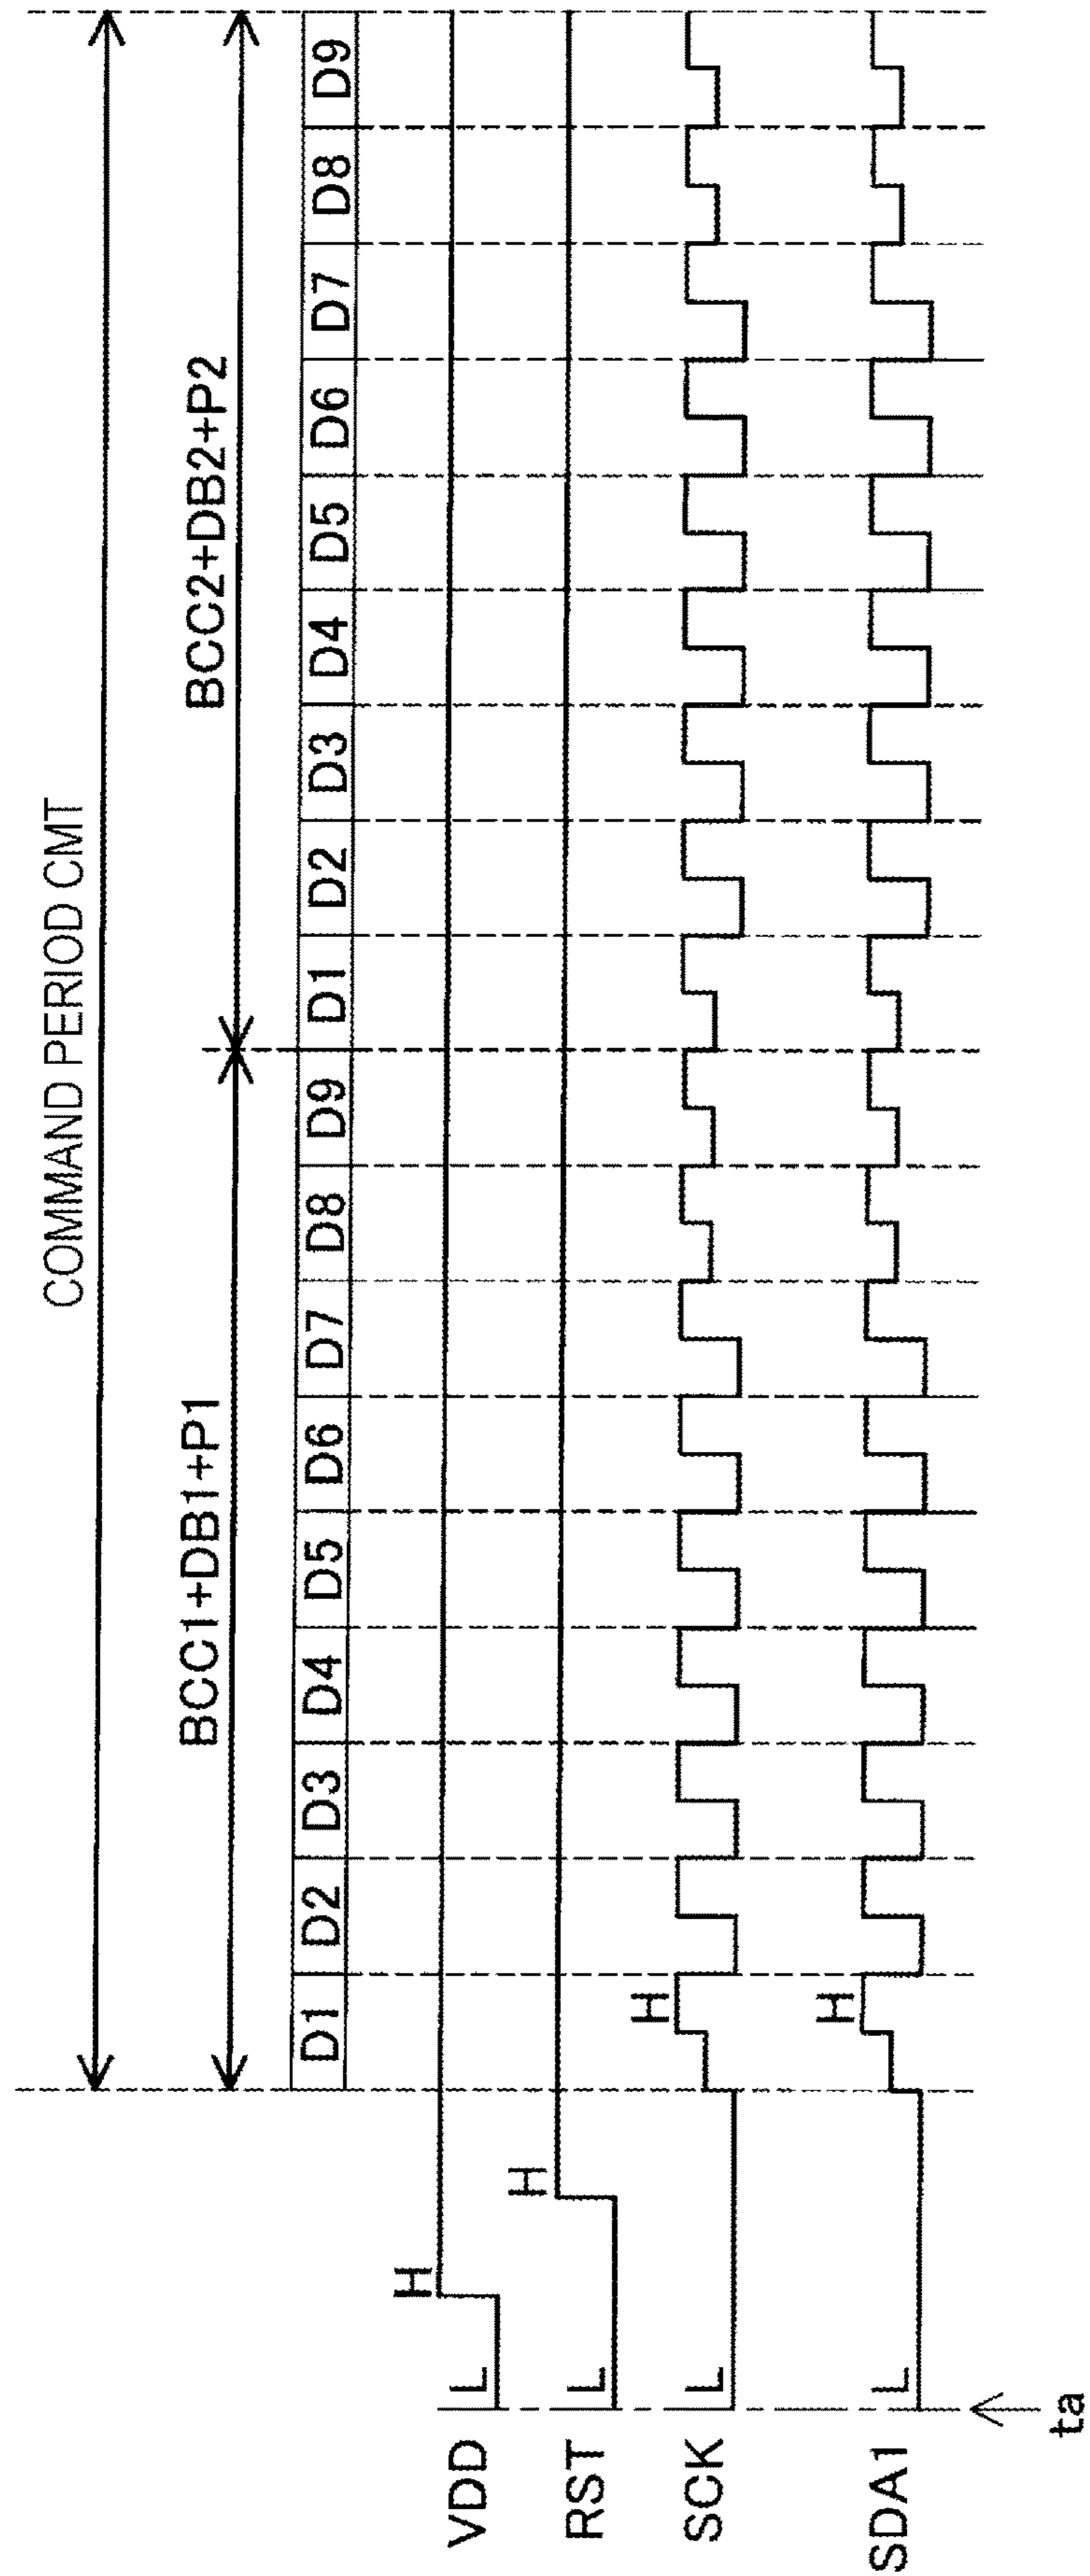 COMMAND PERIOD CMT
BCC1+DB1+P1 BCC2+DB2+P2
D1 D2 D3 D4 D5 D6 D7 D8 D9 D1 D2 D3 D4 D5 D6 D7 D8 D9
VDD L H
RST L H
SCK L H
SDA1 L H
ta